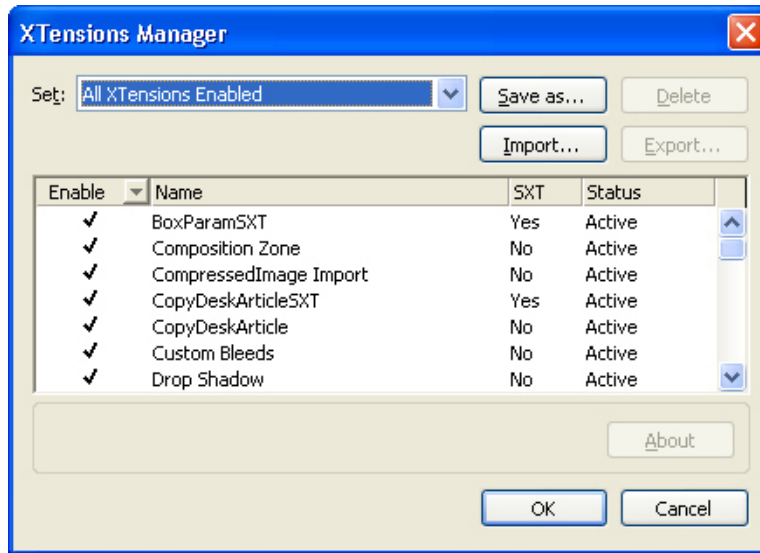 XTensions Manager
Set: All XTensions Enabled Save as... Delete
Import... Export...
Enable Name SXT Status
BoxParamSXT Yes Active
Composition Zone No Active
CompressedImage Import No Active
CopyDeskArticleSXT Yes Active
CopyDeskArticle No Active
Custom Bleeds No Active
Drop Shadow No Active
About
OK Cancel